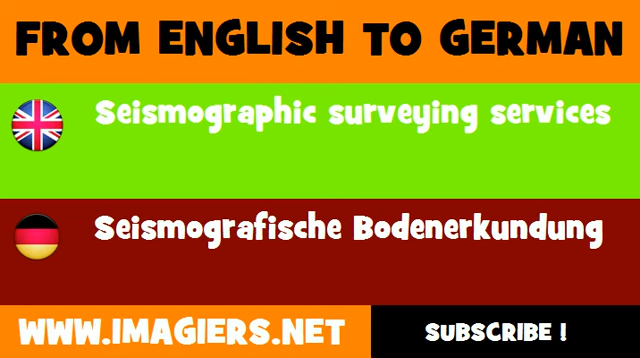 FROM ENGLISH TO GERMAN
Seismographic surveying services
Seismografische Bodenerkundung
WWW.IMAGIERS.NET
SUBSCRIBE !